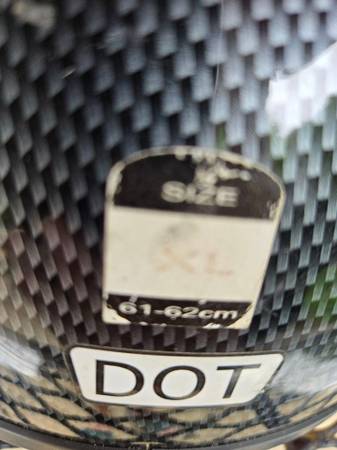 SIZE
XL
61-62cm
DOT